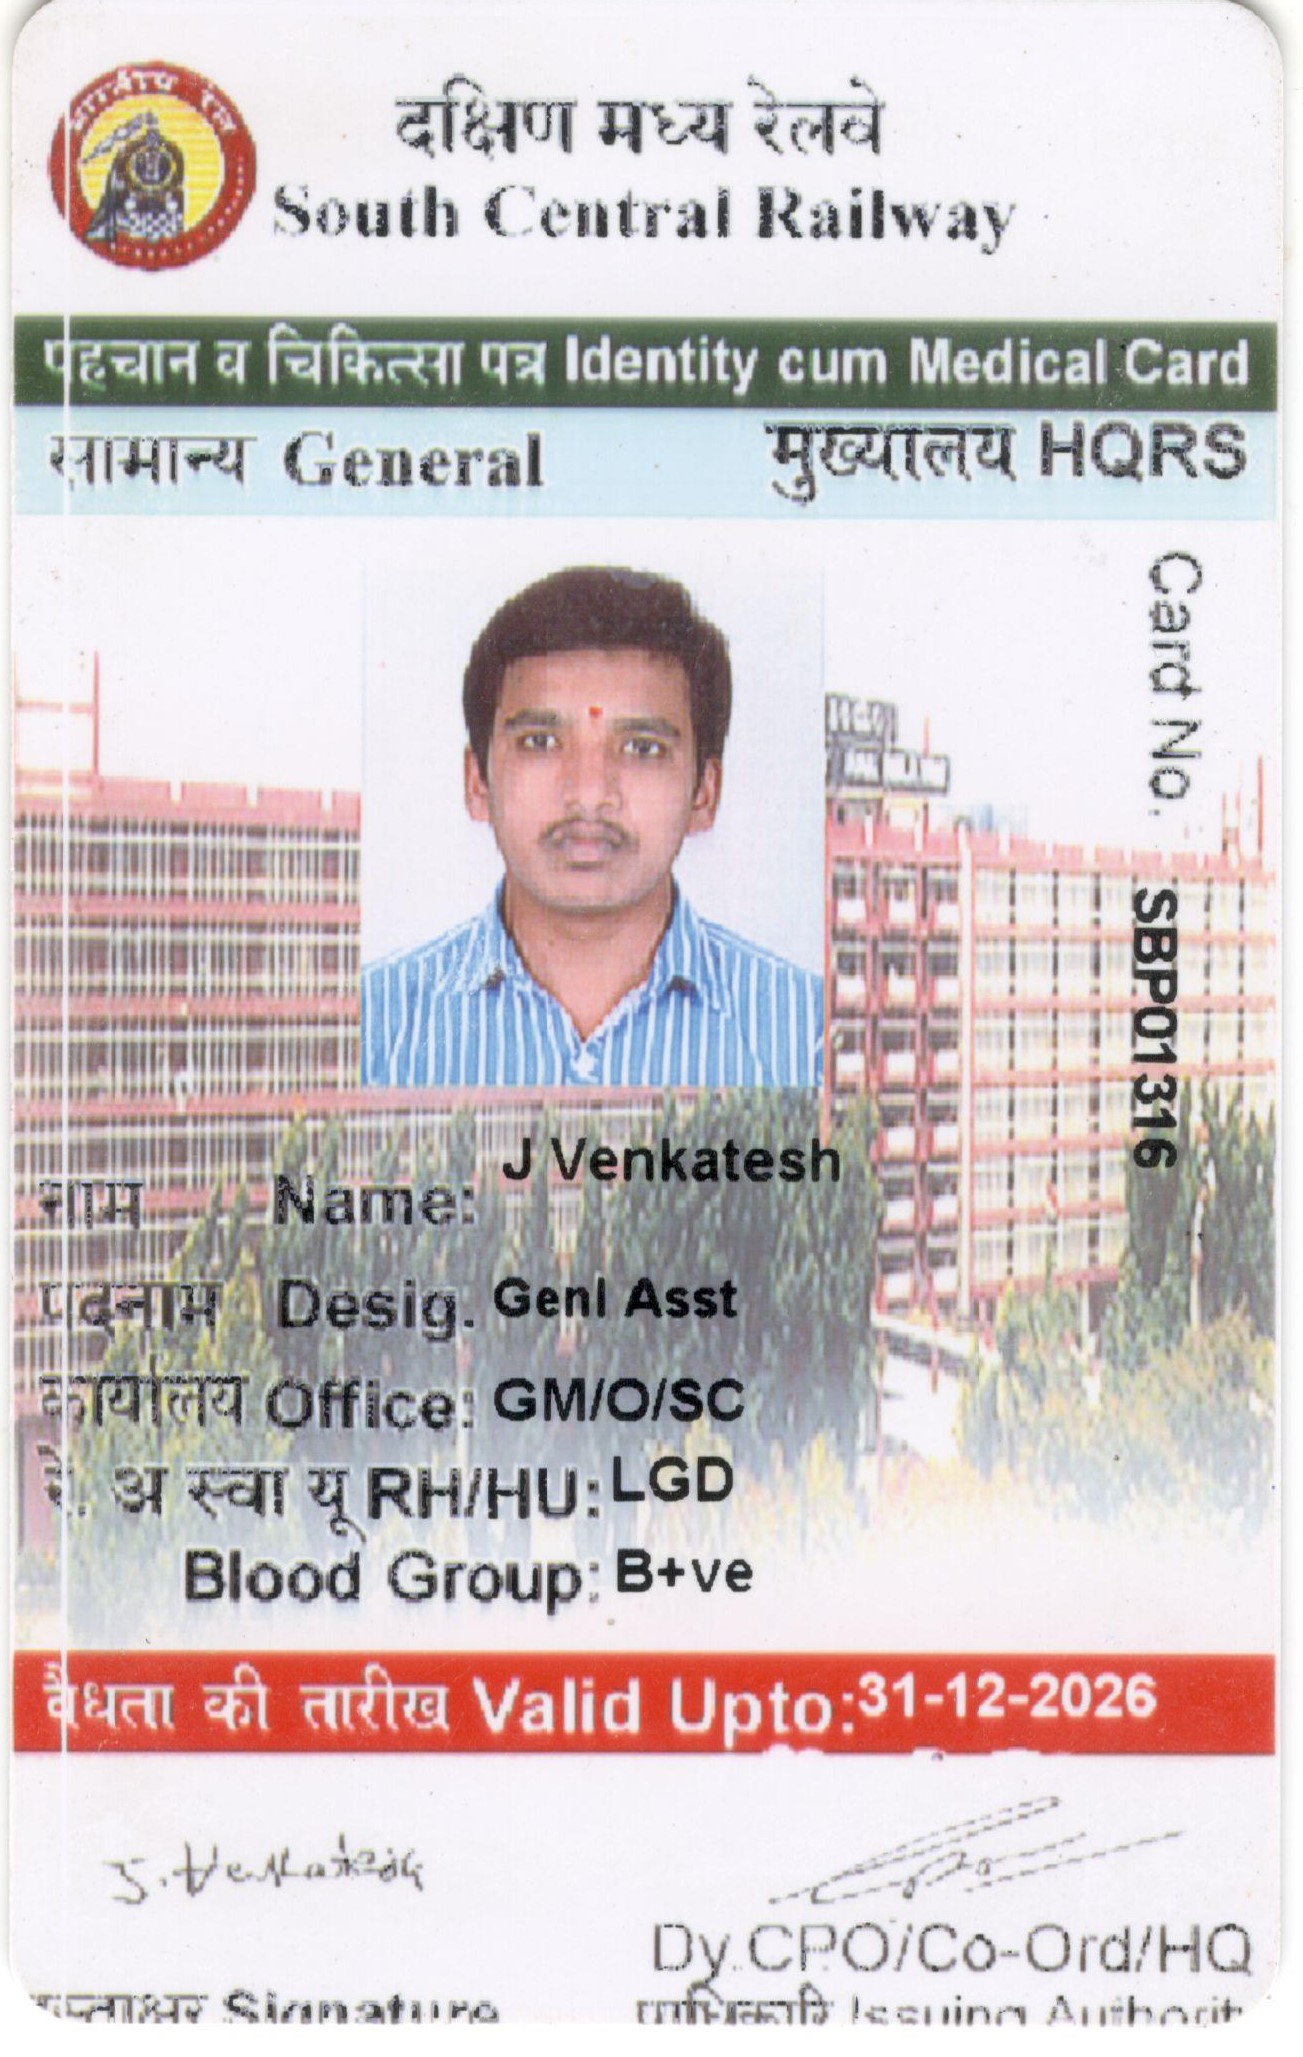 भारतीय रेल
दक्षिण मध्य रेलवे
South Central Railway
पहचान व चिकित्सा पत्र Identity cum Medical Card
सामान्य General मुख्यालय HQRS
Card No. SBP01316
नाम Name: J Venkatesh
पदनाम Desig. Genl Asst
कार्यालय Office: GM/O/SC
रे. अ स्वा यू RH/HU: LGD
Blood Group: B+ve
वैधता की तारीख Valid Upto: 31-12-2026
J. Venkatesh
Dy.CPO/Co-Ord/HQ
हस्ताक्षर Signature Issuing Authorit